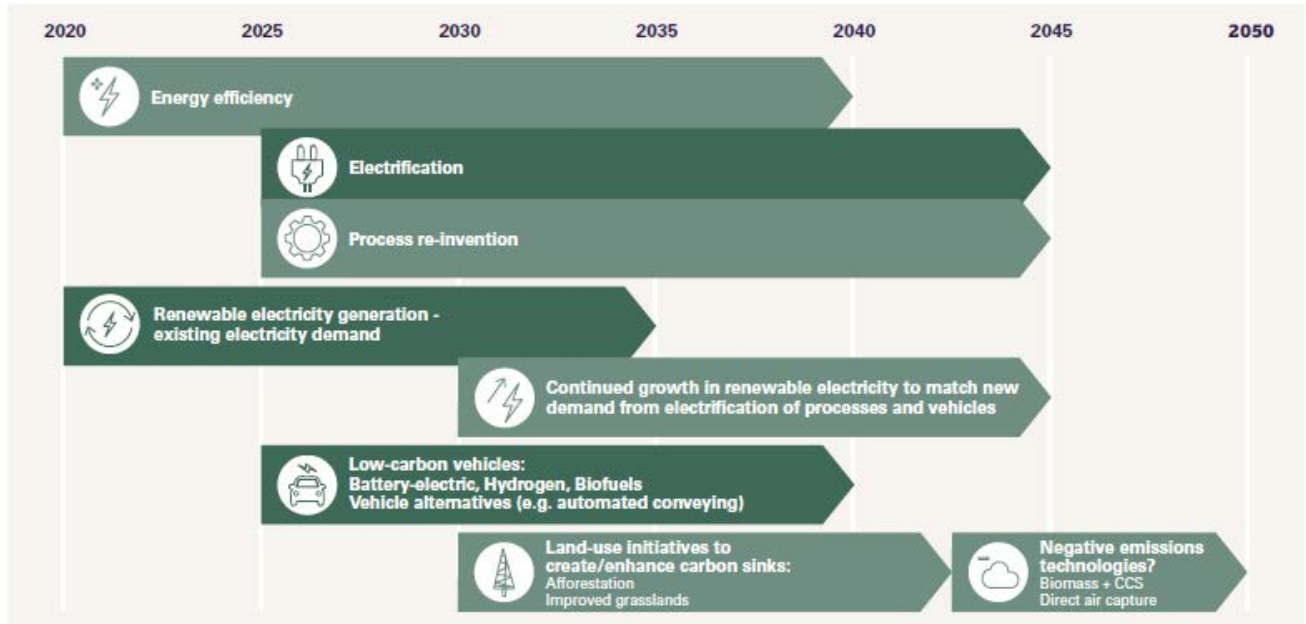 2020 2025 2030 2035 2040 2045 2050
Energy efficiency
Electrification
Process re-invention
Renewable electricity generation -
existing electricity demand
Continued growth in renewable electricity to match new
demand from electrification of processes and vehicles
Low-carbon vehicles:
Battery-electric, Hydrogen, Biofuels
Vehicle alternatives (e.g. automated conveying)
Land-use initiatives to
create/enhance carbon sinks:
Afforestation
Improved grasslands
Negative emissions
technologies?
Biomass + CCS
Direct air capture